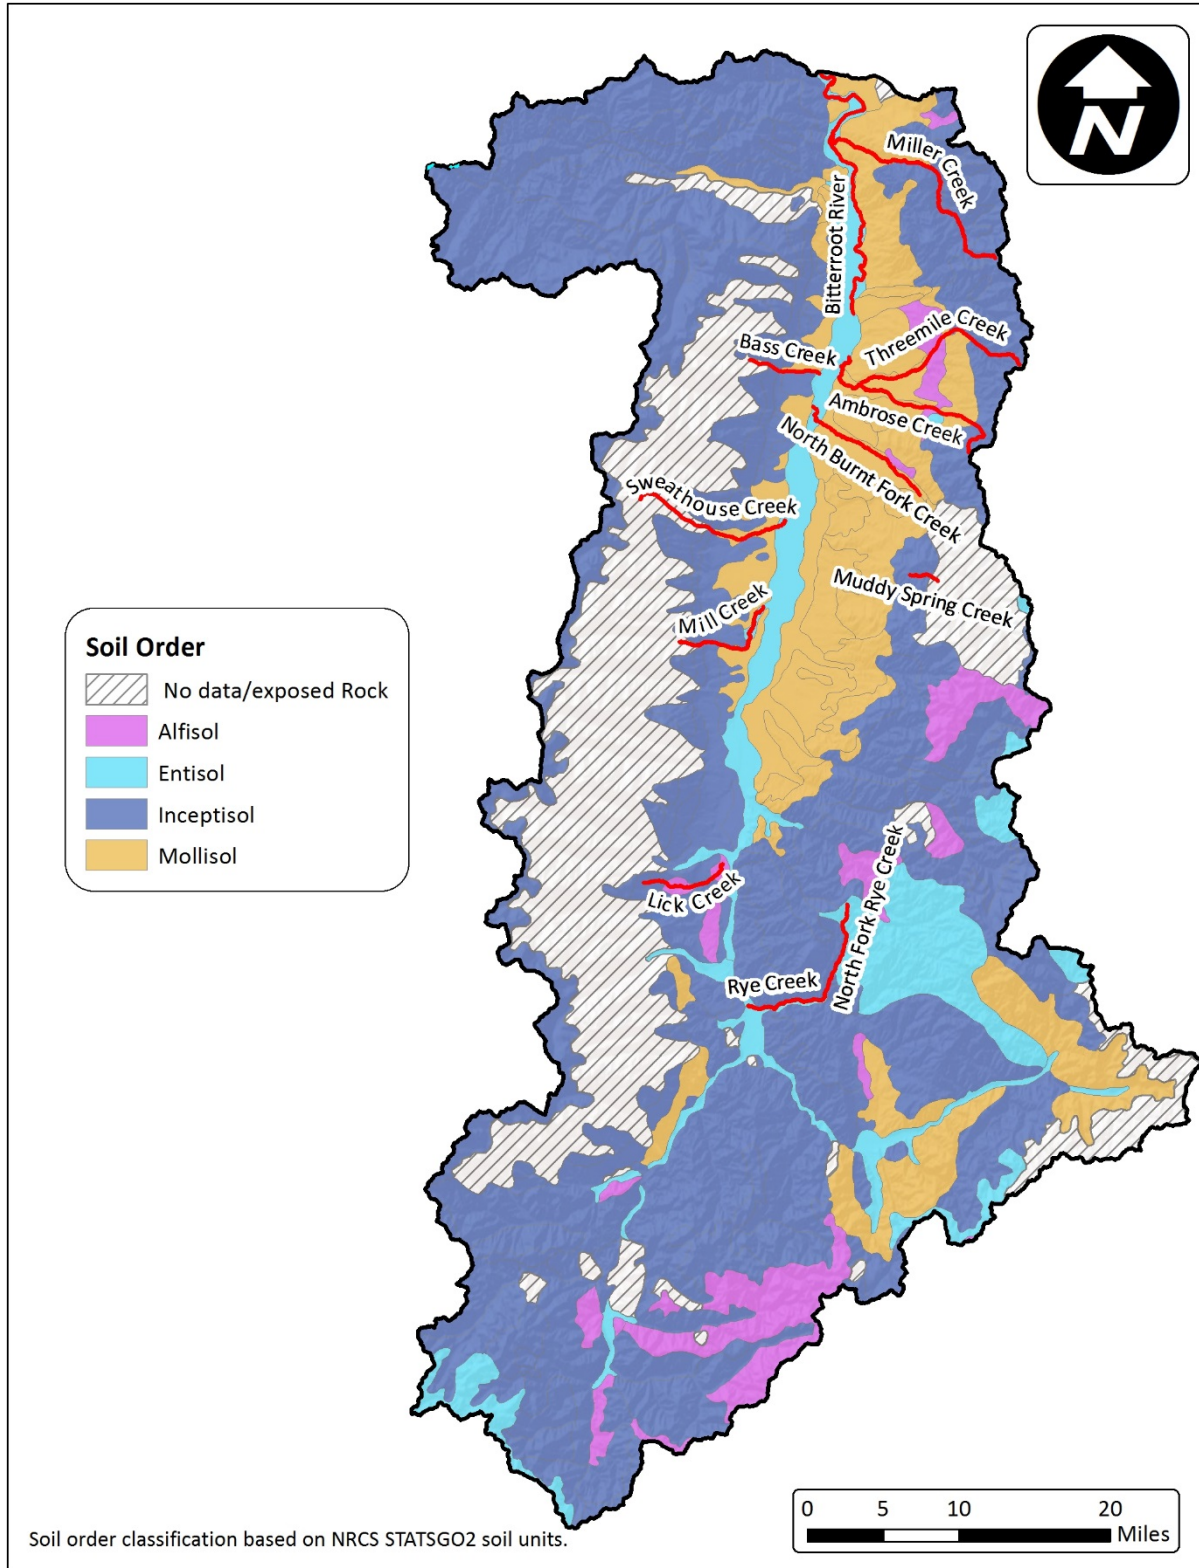 N
Miller Creek
Bitterroot River
Threemile Creek
Bass Creek
Ambrose Creek
North Burnt Fork Creek
Sweathouse Creek
Muddy Spring Creek
Mill Creek
Soil Order
No data/exposed Rock
Alfisol
Entisol
Inceptisol
Mollisol
Lick Creek
North Fork Rye Creek
Rye Creek
0 5 10 20
Miles
Soil order classification based on NRCS STATSGO2 soil units.